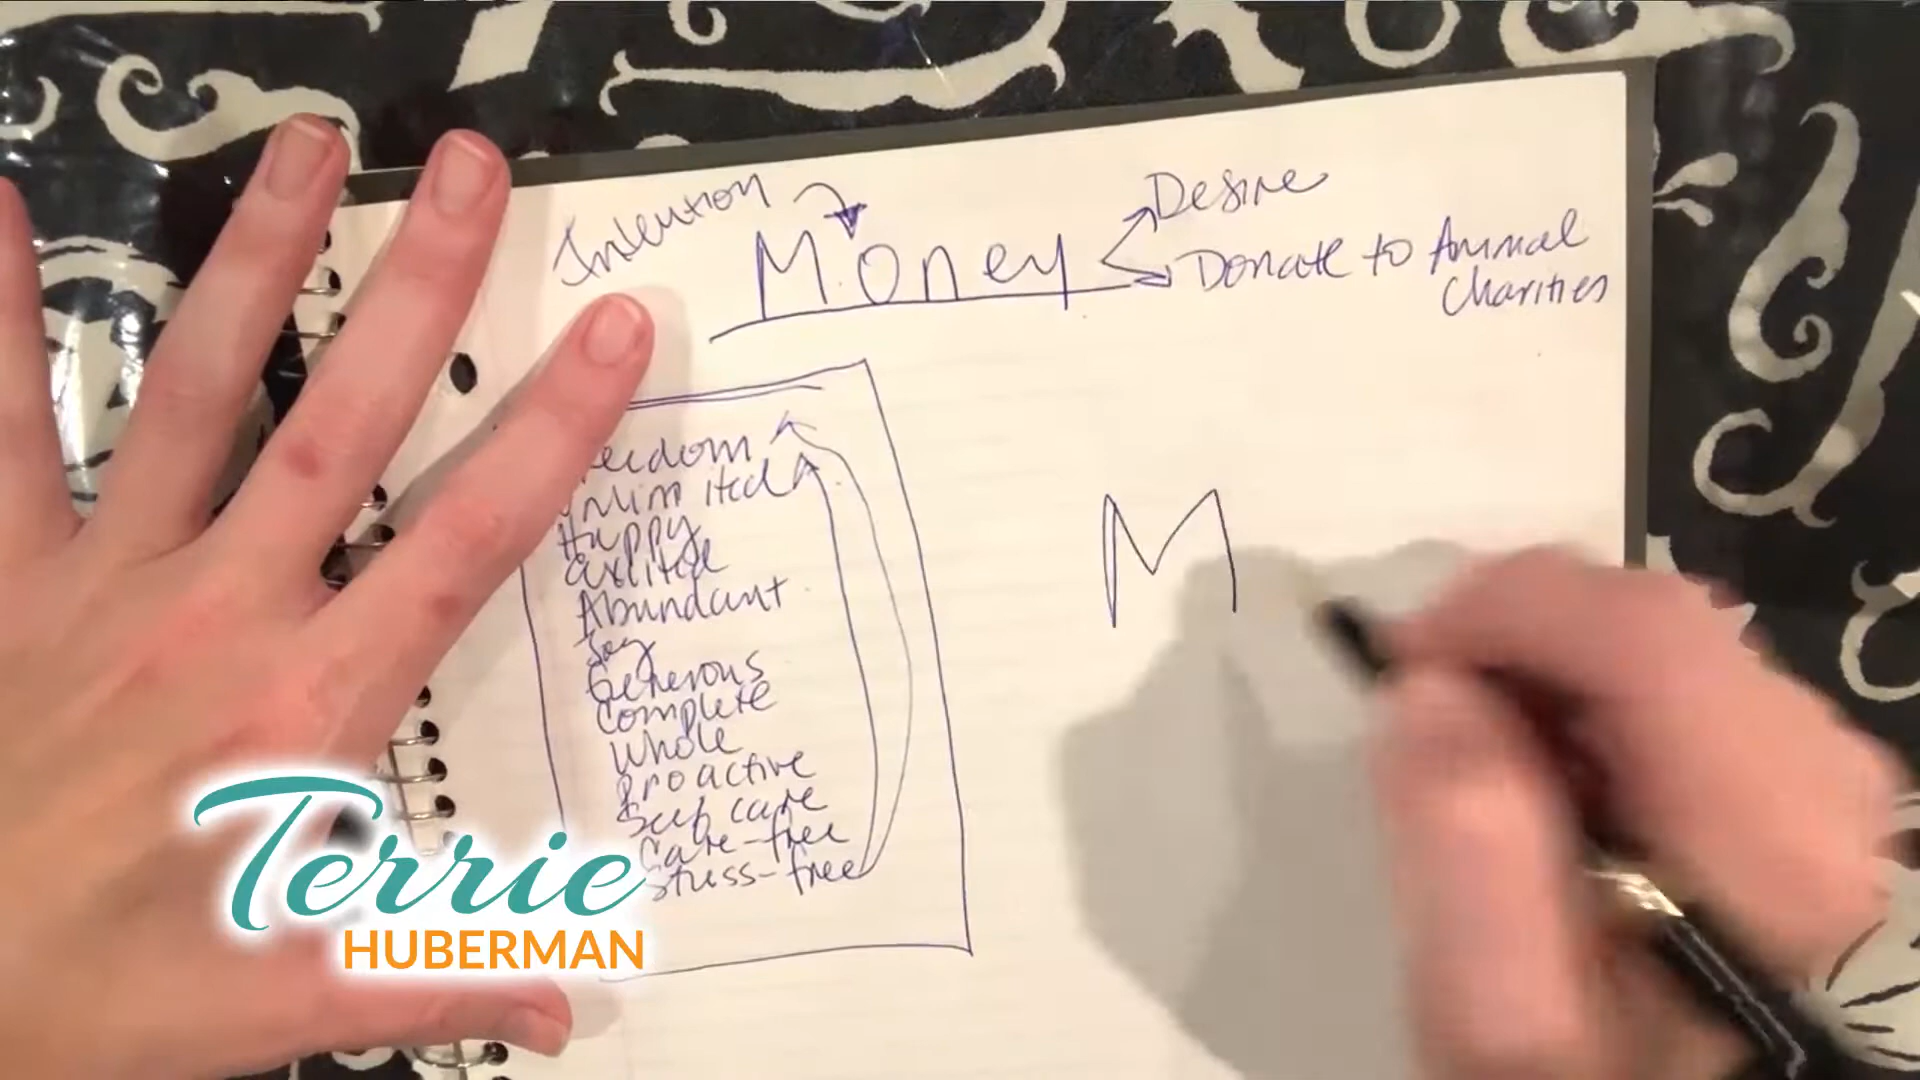 Intention
Money
Desire
Donate to Animal
Charities
Unlimited
Happy
Excited
Abundant
Joy
Generous
Complete
Whole
Proactive
Self care
Care-free
Stress-free
M
Terrie
HUBERMAN